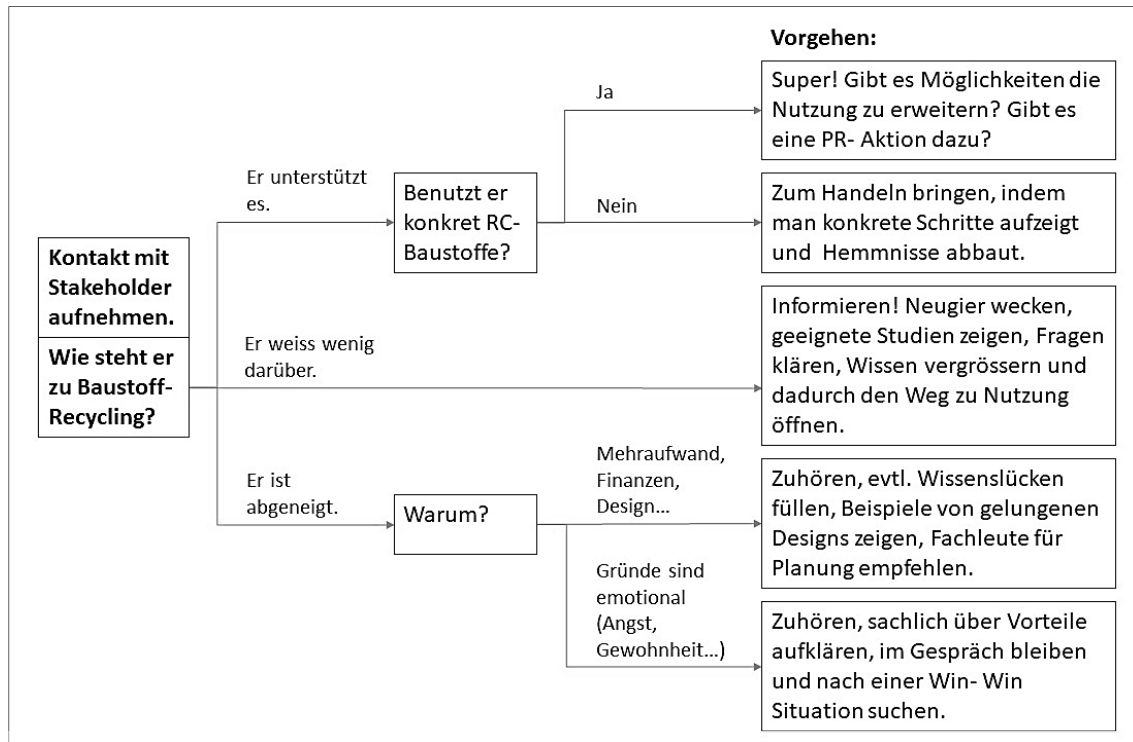 Vorgehen:
Ja
Super! Gibt es Möglichkeiten die
Nutzung zu erweitern? Gibt es
eine PR- Aktion dazu?
Er unterstützt
es.
Benutzt er
konkret RC-
Baustoffe?
Nein
Zum Handeln bringen, indem
man konkrete Schritte aufzeigt
und  Hemmnisse abbaut.
Kontakt mit
Stakeholder
aufnehmen.
Wie steht er
zu Baustoff-
Recycling?
Er weiss wenig
darüber.
Informieren! Neugier wecken,
geeignete Studien zeigen, Fragen
klären, Wissen vergrössern und
dadurch den Weg zu Nutzung
öffnen.
Er ist
abgeneigt.
Warum?
Mehraufwand,
Finanzen,
Design...
Zuhören, evtl. Wissenslücken
füllen, Beispiele von gelungenen
Designs zeigen, Fachleute für
Planung empfehlen.
Gründe sind
emotional
(Angst,
Gewohnheit...)
Zuhören, sachlich über Vorteile
aufklären, im Gespräch bleiben
und nach einer Win- Win
Situation suchen.